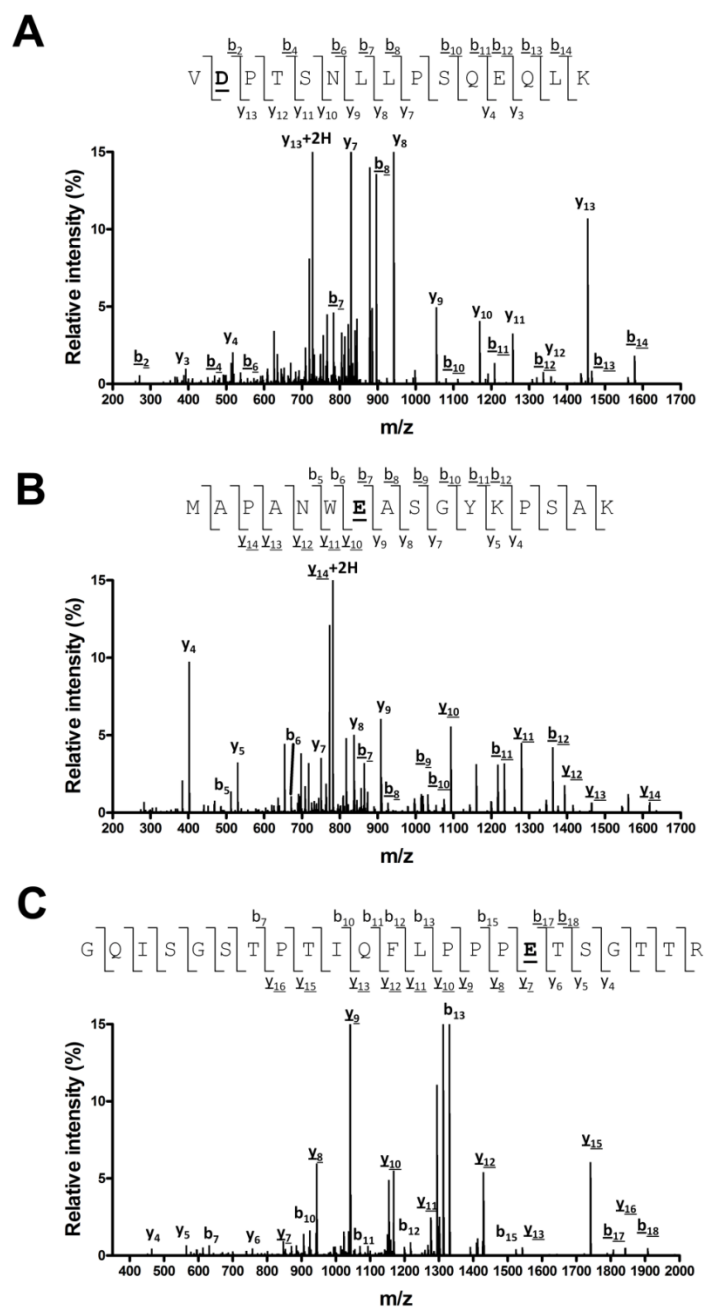 A
b2 b4 b6 b7 b8 b10 b11 b12 b13 b14
V D P T S N L L P S Q E Q L K
y13 y12 y11 y10 y9 y8 y7 y4 y3
Relative intensity (%)
15
10
5
0
y13+2H y7 y8
b8
y13
b7
y9
y10
y11
b2 y3 b4 y4 b6 b10 b11 b12 y12 b13 b14
200 300 400 500 600 700 800 900 1000 1100 1200 1300 1400 1500 1600 1700
m/z
B
b5 b6 b7 b8 b9 b10 b11 b12
M A P A N W E A S G Y K P S A K
y14 y13 y12 y11 y10 y9 y8 y7 y5 y4
Relative intensity (%)
15
10
5
0
y14+2H
y4
y5
b5
b6
y7
y8
b7
y9
b8
b9
b10
y10
b11
y11
b12
y12
y13
y14
200 300 400 500 600 700 800 900 1000 1100 1200 1300 1400 1500 1600 1700
m/z
C
b7 b10 b11 b12 b13 b15 b17 b18
G Q I S G S T P T I Q F L P P P E T S G T T R
y16 y15 y13 y12 y11 y10 y9 y8 y7 y6 y5 y4
Relative intensity (%)
15
10
5
0
y9
b13
y8
y10
y12
y15
y11
y16
y4 y5 b7 y6 y7 b10 b11 b12 b15 y13 b17 b18
400 500 600 700 800 900 1000 1100 1200 1300 1400 1500 1600 1700 1800 1900 2000
m/z